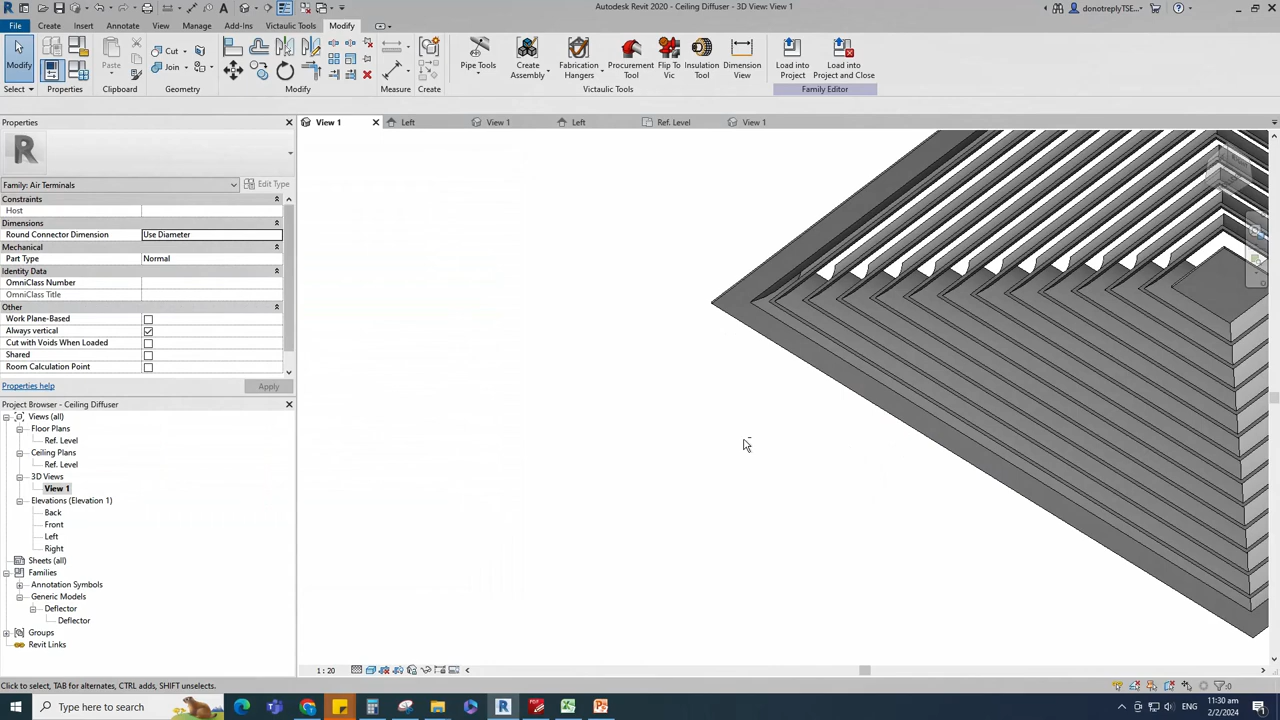 Autodesk Revit 2020 - Ceiling Diffuser - 3D View: View 1
donotreplyTSE...
File Create Insert Annotate View Manage Add-Ins Victaulic Tools Modify
Modify Paste Cut Join Pipe Tools Create Assembly Fabrication Hangers Procurement Tool Flip To Vic Insulation Tool Dimension View Load into Project Load into Project and Close
Select Properties Clipboard Geometry Modify Measure Create Victaulic Tools Family Editor
Properties
View 1 Left View 1 Left Ref. Level View 1
R
Family: Air Terminals Edit Type
Constraints
Host
Dimensions
Round Connector Dimension Use Diameter
Mechanical
Part Type Normal
Identity Data
OmniClass Number
OmniClass Title
Other
Work Plane-Based
Always vertical
Cut with Voids When Loaded
Shared
Room Calculation Point
Properties help Apply
Project Browser - Ceiling Diffuser
Views (all)
Floor Plans
Ref. Level
Ceiling Plans
Ref. Level
3D Views
View 1
Elevations (Elevation 1)
Back
Front
Left
Right
Sheets (all)
Families
Annotation Symbols
Generic Models
Deflector
Deflector
Groups
Revit Links
1 : 20
Click to select, TAB for alternates, CTRL adds, SHIFT unselects.
:0
Type here to search
11:30 am
2/2/2024